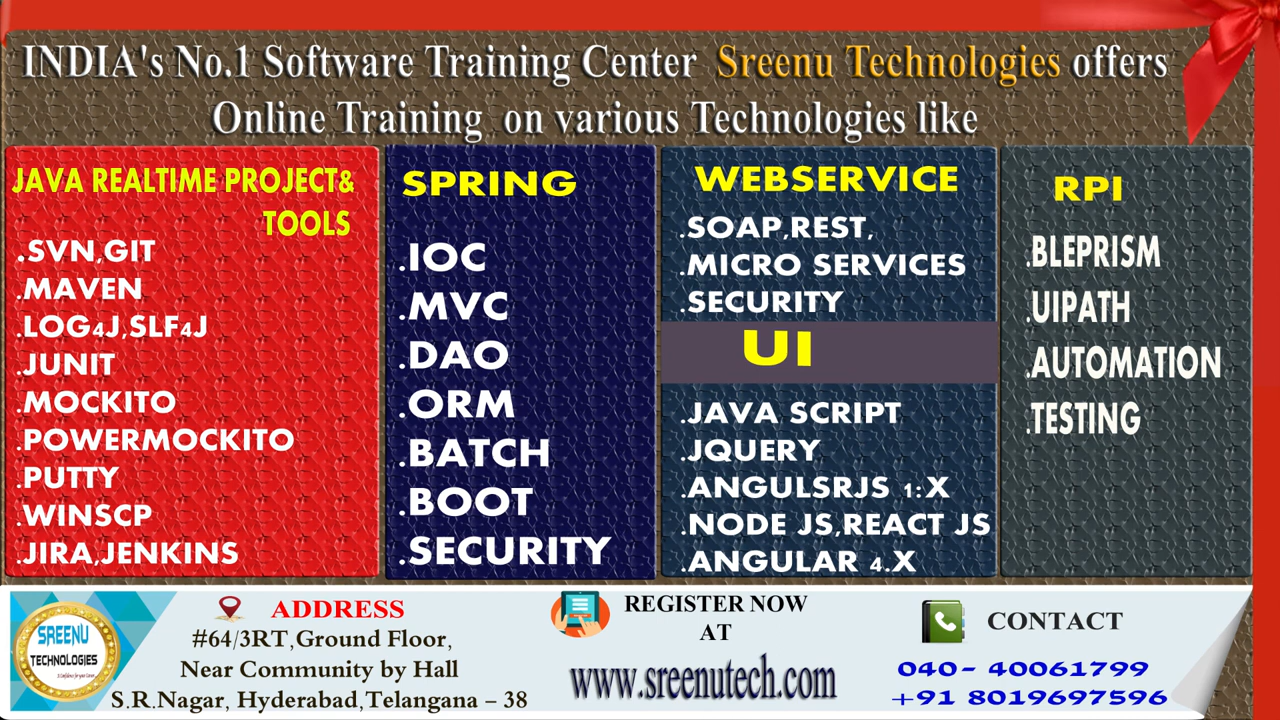 INDIA's No.1 Software Training Center Sreenu Technologies offers
Online Training on various Technologies like
JAVA REALTIME PROJECT&
TOOLS
.SVN,GIT
.MAVEN
.LOG4J,SLF4J
.JUNIT
.MOCKITO
.POWERMOCKITO
.PUTTY
.WINSCP
.JIRA,JENKINS
SPRING
.IOC
.MVC
.DAO
.ORM
.BATCH
.BOOT
.SECURITY
WEBSERVICE
.SOAP,REST,
.MICRO SERVICES
.SECURITY
UI
.JAVA SCRIPT
.JQUERY
.ANGULSRJS 1:X
.NODE JS,REACT JS
.ANGULAR 4.X
RPI
.BLEPRISM
.UIPATH
.AUTOMATION
.TESTING
SREENU
TECHNOLOGIES
ADDRESS
#64/3RT,Ground Floor,
Near Community by Hall
S.R.Nagar, Hyderabad,Telangana – 38
REGISTER NOW
AT
www.sreenutech.com
CONTACT
040- 40061799
+91 8019697596